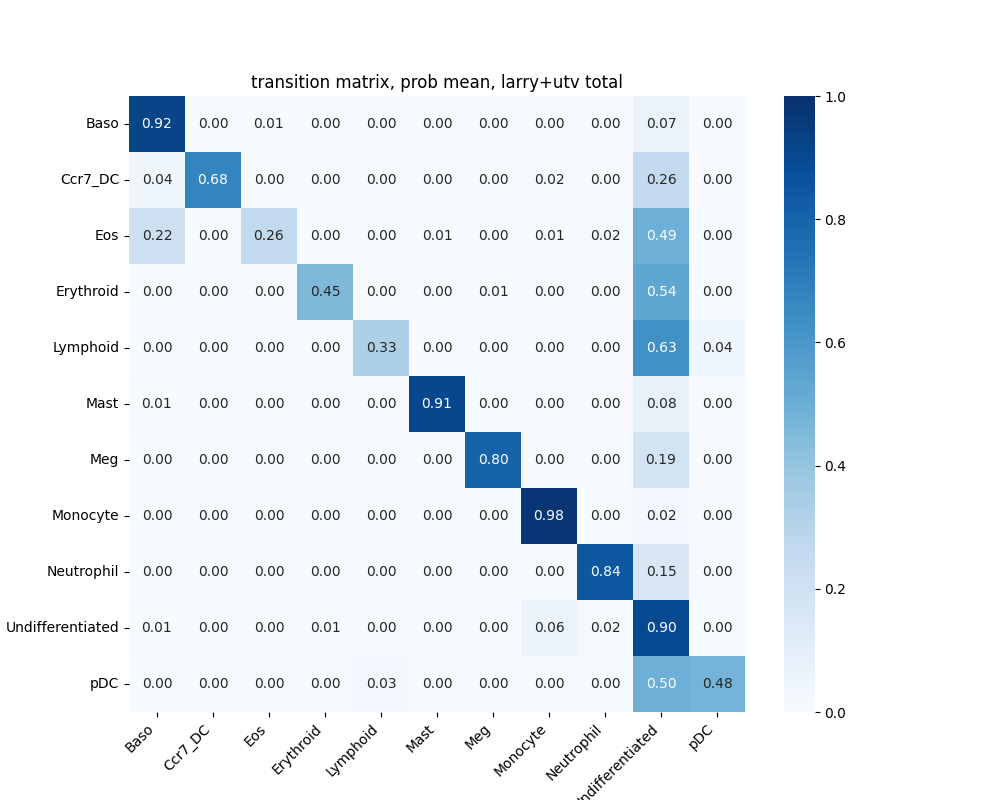 transition matrix, prob mean, larry+utv total
Baso 0.92 0.00 0.01 0.00 0.00 0.00 0.00 0.00 0.00 0.07 0.00
Ccr7_DC 0.04 0.68 0.00 0.00 0.00 0.00 0.00 0.02 0.00 0.26 0.00
Eos 0.22 0.00 0.26 0.00 0.00 0.01 0.00 0.01 0.02 0.49 0.00
Erythroid 0.00 0.00 0.00 0.45 0.00 0.00 0.01 0.00 0.00 0.54 0.00
Lymphoid 0.00 0.00 0.00 0.00 0.33 0.00 0.00 0.00 0.00 0.63 0.04
Mast 0.01 0.00 0.00 0.00 0.00 0.91 0.00 0.00 0.00 0.08 0.00
Meg 0.00 0.00 0.00 0.00 0.00 0.00 0.80 0.00 0.00 0.19 0.00
Monocyte 0.00 0.00 0.00 0.00 0.00 0.00 0.00 0.98 0.00 0.02 0.00
Neutrophil 0.00 0.00 0.00 0.00 0.00 0.00 0.00 0.00 0.84 0.15 0.00
Undifferentiated 0.01 0.00 0.00 0.01 0.00 0.00 0.00 0.06 0.02 0.90 0.00
pDC 0.00 0.00 0.00 0.00 0.03 0.00 0.00 0.00 0.00 0.50 0.48
Baso Ccr7_DC Eos Erythroid Lymphoid Mast Meg Monocyte Neutrophil ndifferentiated pDC
1.0
0.8
0.6
0.4
0.2
0.0